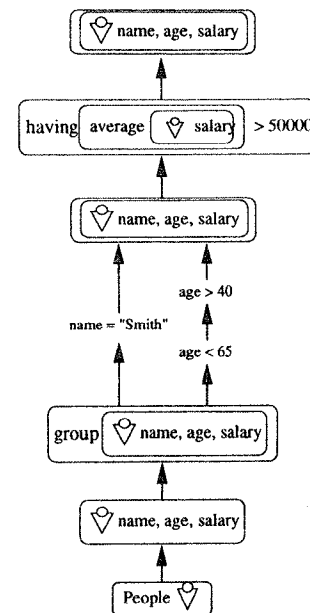 name, age, salary
having average salary > 50000
name, age, salary
age > 40
name = "Smith"
age < 65
group name, age, salary
name, age, salary
People